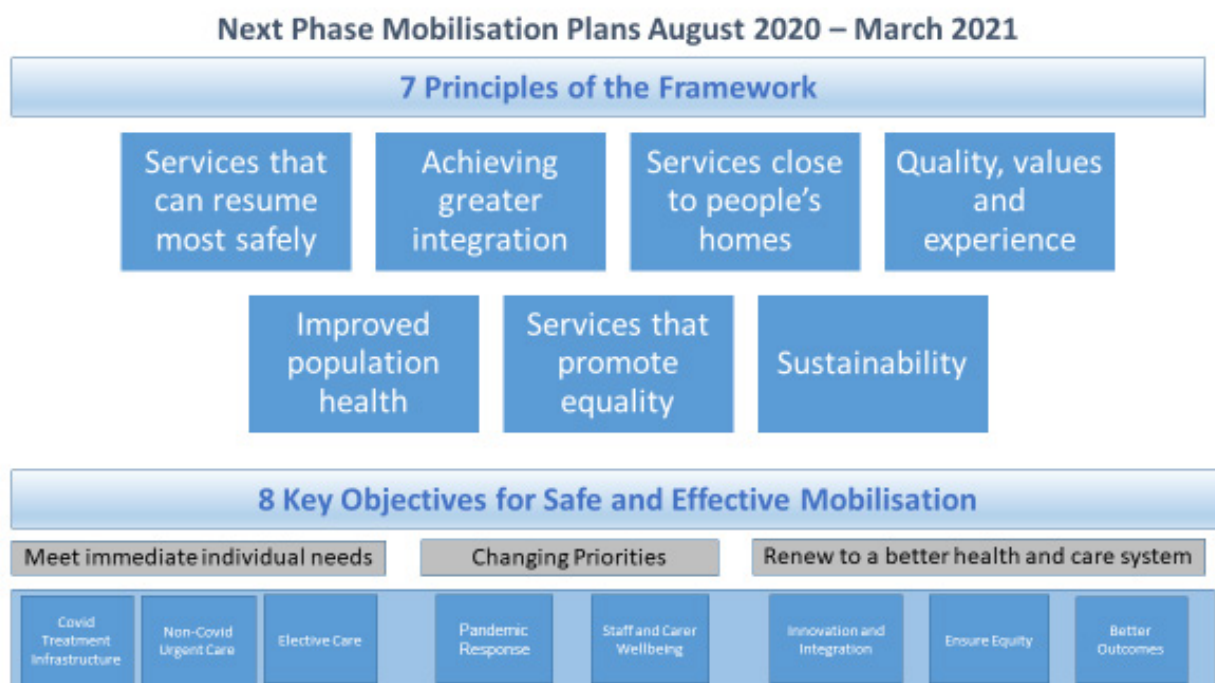 Next Phase Mobilisation Plans August 2020 – March 2021
7 Principles of the Framework
Services that
can resume
most safely
Achieving
greater
integration
Services close
to people's
homes
Quality, values
and
experience
Improved
population
health
Services that
promote
equality
Sustainability
8 Key Objectives for Safe and Effective Mobilisation
Meet immediate individual needs
Changing Priorities
Renew to a better health and care system
Covid
Treatment
Infrastructure
Non-Covid
Urgent Care
Elective Care
Pandemic
Response
Staff and Carer
Wellbeing
Innovation and
Integration
Ensure Equity
Better
Outcomes